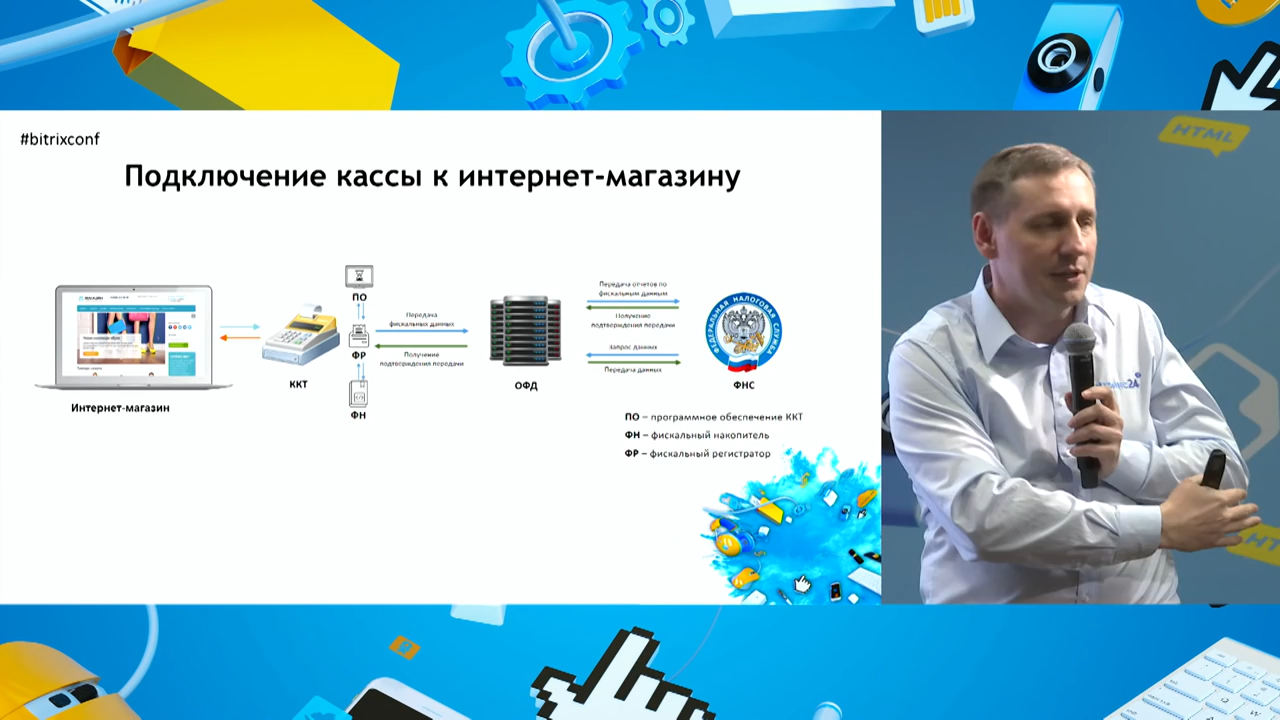 #bitrixconf
Подключение кассы к интернет-магазину
Интернет-магазин
ККТ
ПО
ФР
ФН
Передача
фискальных данных
Получение
подтверждения передачи
ОФД
Передача отчетов по
фискальным данным
Получение
подтверждения передачи
Запрос данных
Передача данных
ФЕДЕРАЛЬНАЯ НАЛОГОВАЯ СЛУЖБА
ФНС
ПО – программное обеспечение ККТ
ФН – фискальный накопитель
ФР – фискальный регистратор
HTML
24
HT